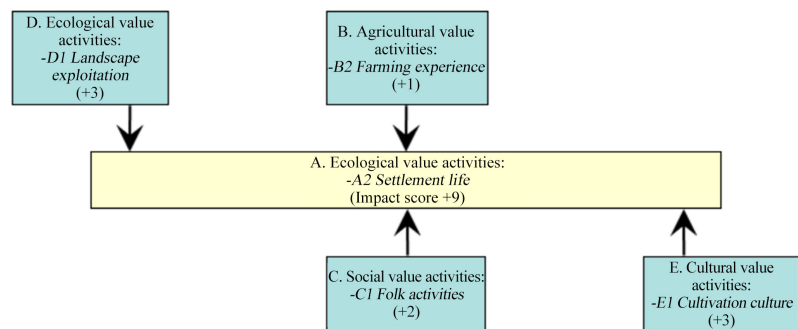 D. Ecological value
activities:
-D1 Landscape
exploitation
(+3)
B. Agricultural value
activities:
-B2 Farming experience
(+1)
A. Ecological value activities:
-A2 Settlement life
(Impact score +9)
C. Social value activities:
-C1 Folk activities
(+2)
E. Cultural value
activities:
-E1 Cultivation culture
(+3)